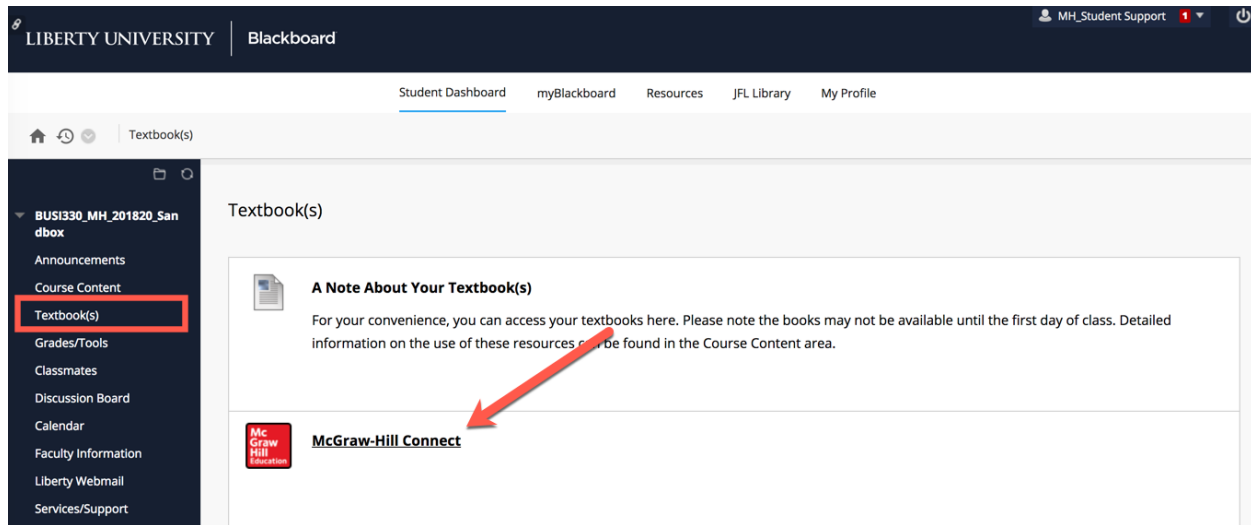 MH_Student Support 1
LIBERTY UNIVERSITY Blackboard
Student Dashboard myBlackboard Resources JFL Library My Profile
Textbook(s)
BUSI330_MH_201820_San
dbox
Announcements
Course Content
Textbook(s)
Grades/Tools
Classmates
Discussion Board
Calendar
Faculty Information
Liberty Webmail
Services/Support
Textbook(s)
A Note About Your Textbook(s)
For your convenience, you can access your textbooks here. Please note the books may not be available until the first day of class. Detailed
information on the use of these resources can be found in the Course Content area.
Mc
Graw
Hill
Education
McGraw-Hill Connect